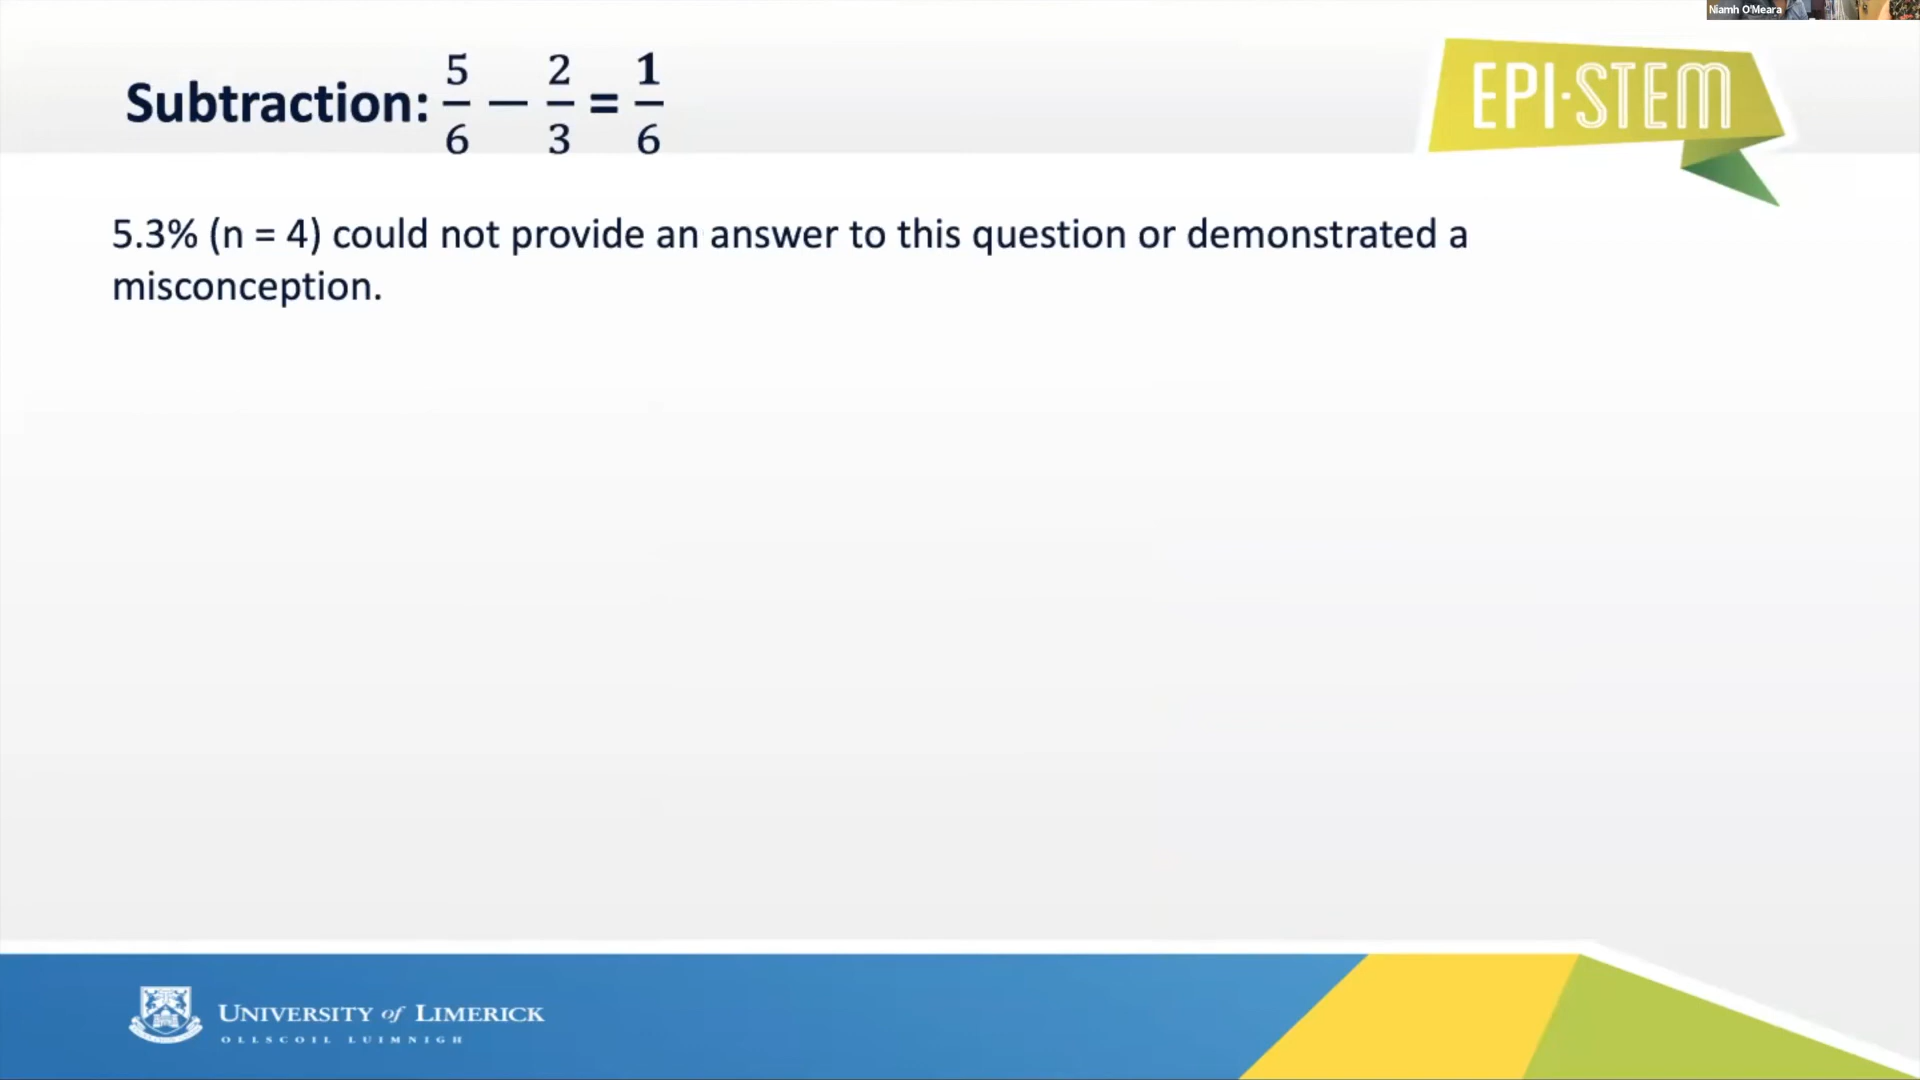 Niamh O'Meara
Subtraction: 5/6 − 2/3 = 1/6
EPI·STEM
5.3% (n = 4) could not provide an answer to this question or demonstrated a
misconception.
UNIVERSITY of LIMERICK
OLLSCOIL LUIMNIGH